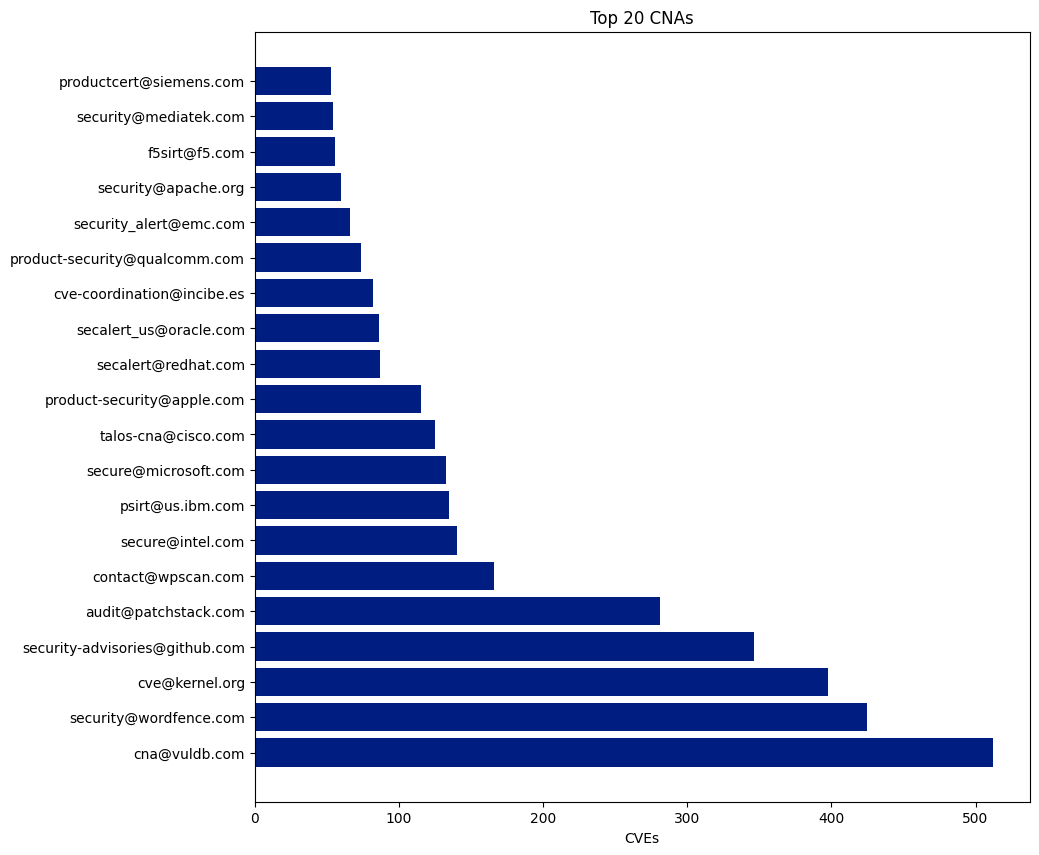 Top 20 CNAs
productcert@siemens.com
security@mediatek.com
f5sirt@f5.com
security@apache.org
security_alert@emc.com
product-security@qualcomm.com
cve-coordination@incibe.es
secalert_us@oracle.com
secalert@redhat.com
product-security@apple.com
talos-cna@cisco.com
secure@microsoft.com
psirt@us.ibm.com
secure@intel.com
contact@wpscan.com
audit@patchstack.com
security-advisories@github.com
cve@kernel.org
security@wordfence.com
cna@vuldb.com
0 100 200 300 400 500
CVEs